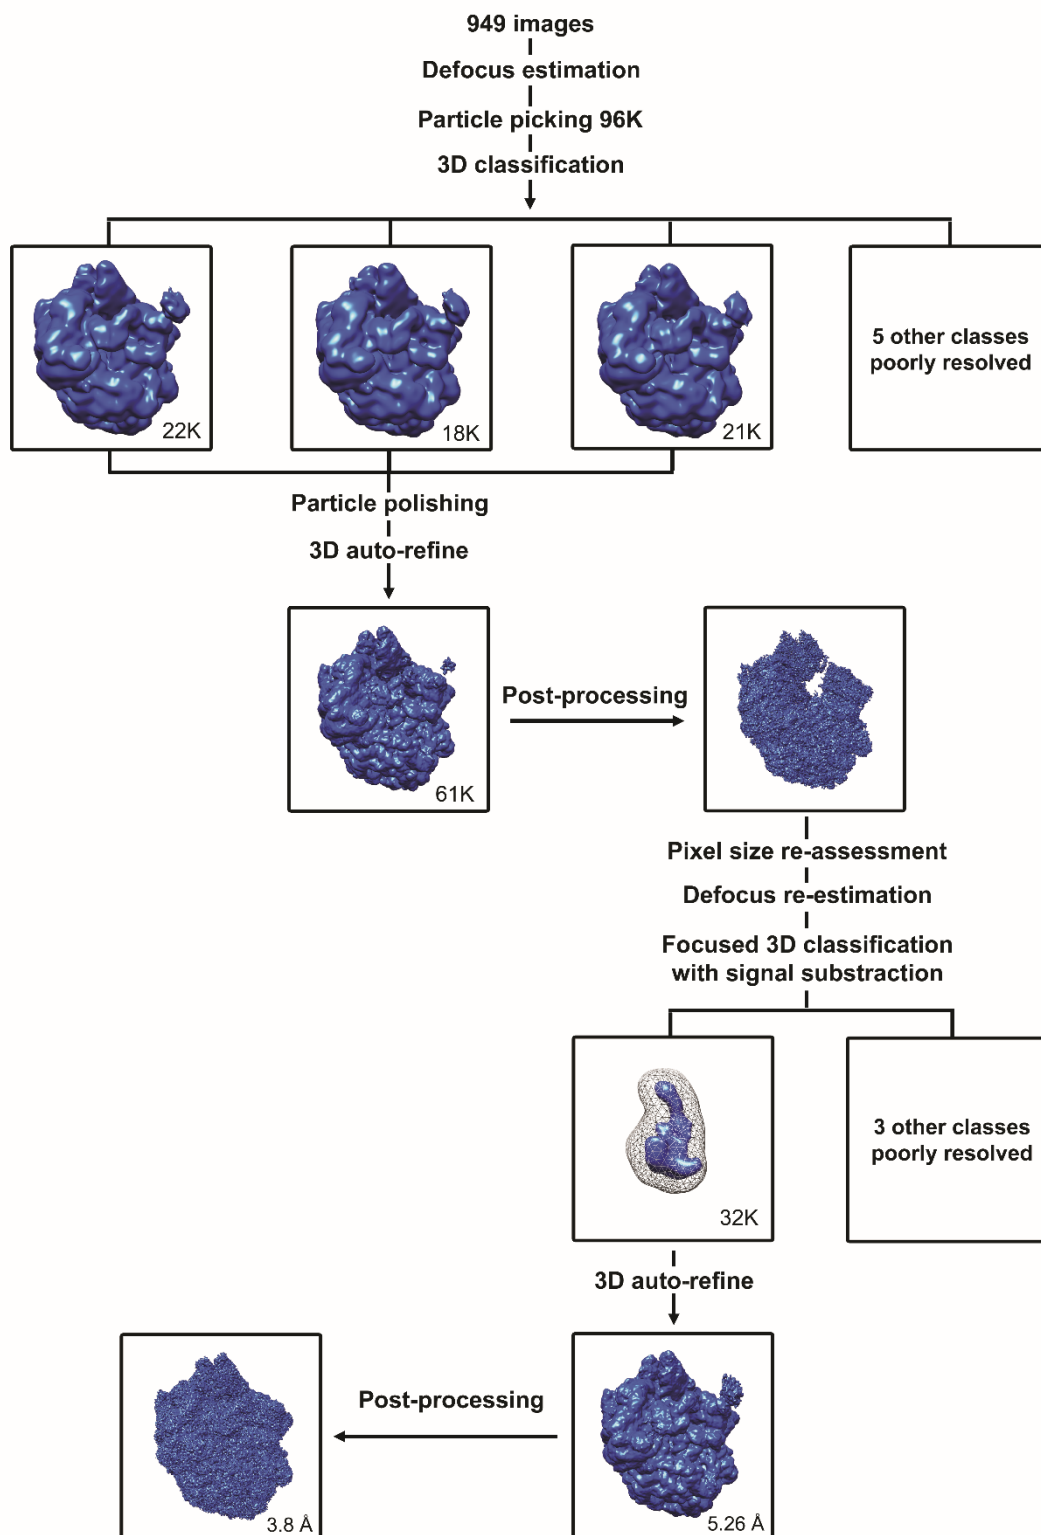 949 images
Defocus estimation
Particle picking 96K
3D classification
22K
18K
21K
5 other classes
poorly resolved
Particle polishing
3D auto-refine
61K
Post-processing
Pixel size re-assessment
Defocus re-estimation
Focused 3D classification
with signal substraction
32K
3 other classes
poorly resolved
3D auto-refine
5.26 Å
Post-processing
3.8 Å